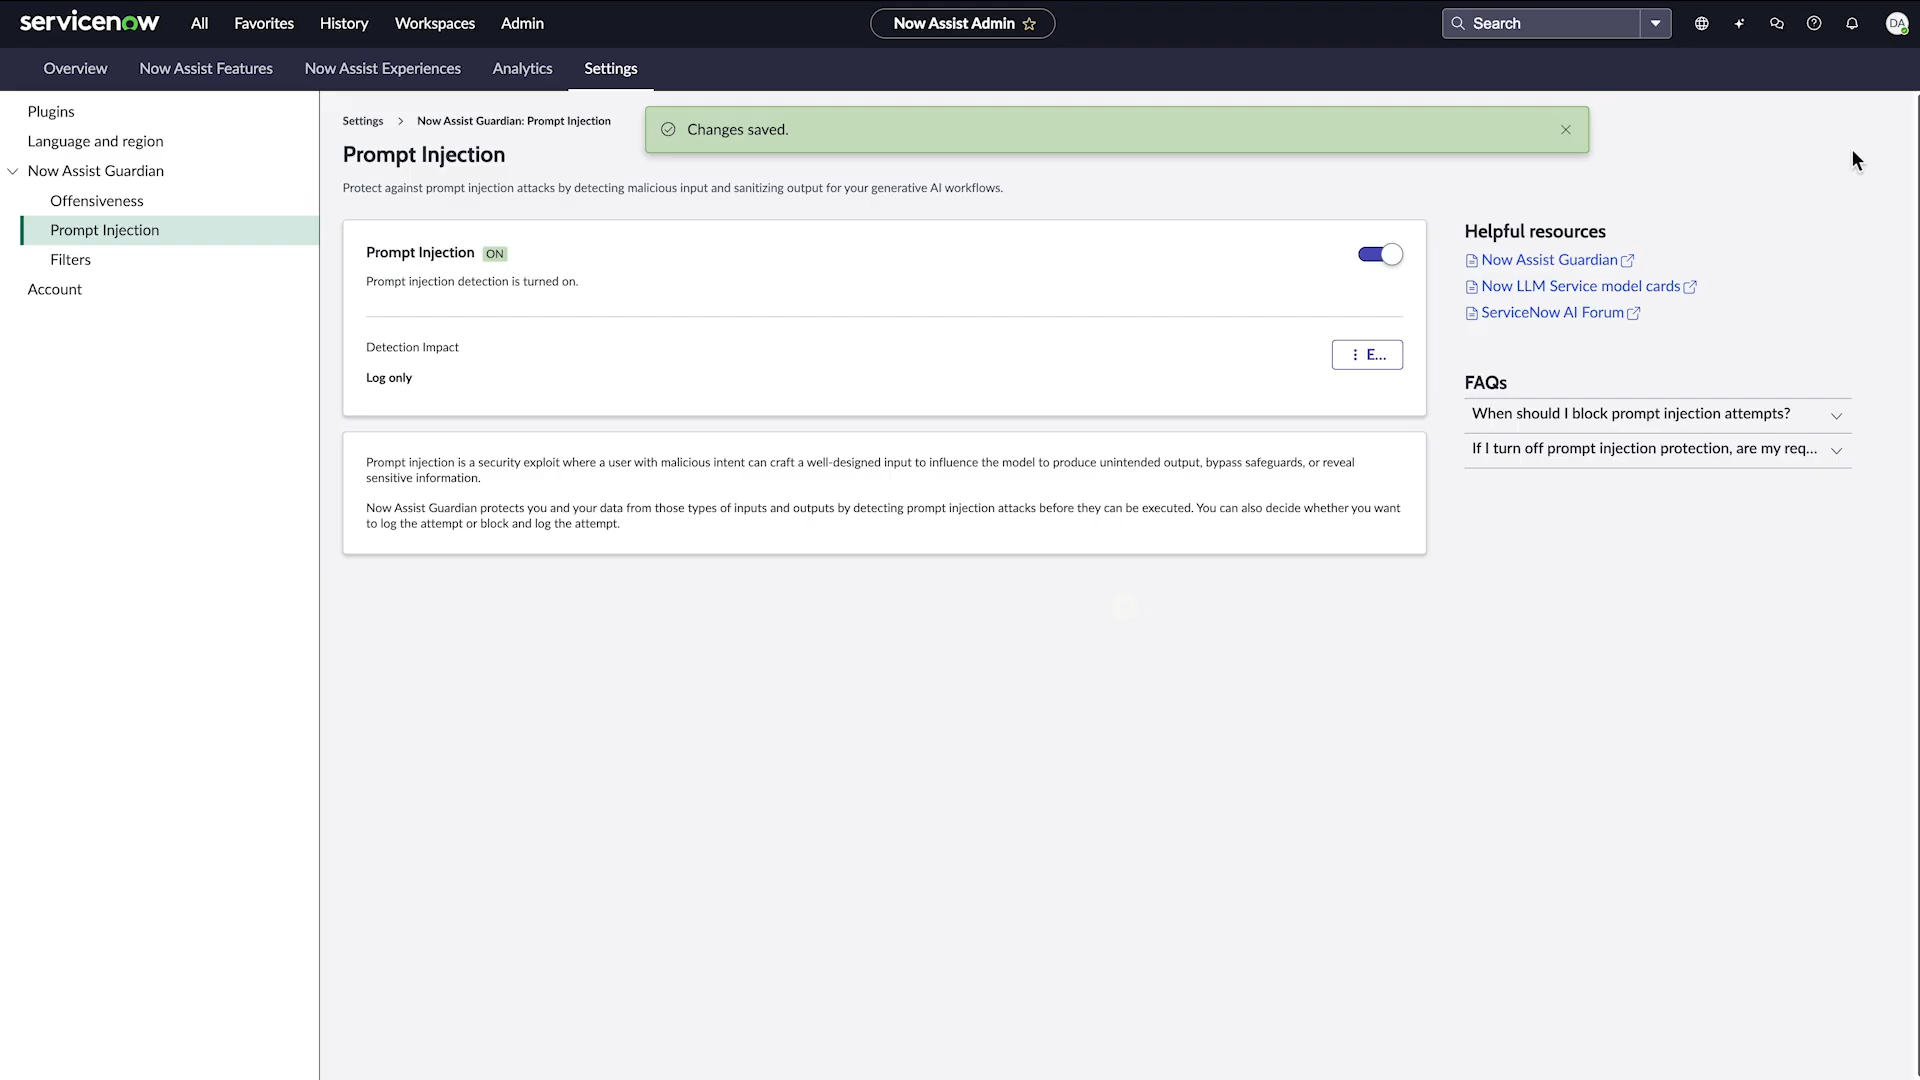 servicenow
All
Favorites
History
Workspaces
Admin
Now Assist Admin
Search
DA
Overview
Now Assist Features
Now Assist Experiences
Analytics
Settings
Plugins
Language and region
Now Assist Guardian
Offensiveness
Prompt Injection
Filters
Account
Settings > Now Assist Guardian: Prompt Injection
Changes saved.
Prompt Injection
Protect against prompt injection attacks by detecting malicious input and sanitizing output for your generative AI workflows.
Prompt Injection ON
Prompt injection detection is turned on.
Detection Impact
E...
Log only
Prompt injection is a security exploit where a user with malicious intent can craft a well-designed input to influence the model to produce unintended output, bypass safeguards, or reveal
sensitive information.
Now Assist Guardian protects you and your data from those types of inputs and outputs by detecting prompt injection attacks before they can be executed. You can also decide whether you want
to log the attempt or block and log the attempt.
Helpful resources
Now Assist Guardian
Now LLM Service model cards
ServiceNow AI Forum
FAQs
When should I block prompt injection attempts?
If I turn off prompt injection protection, are my req...